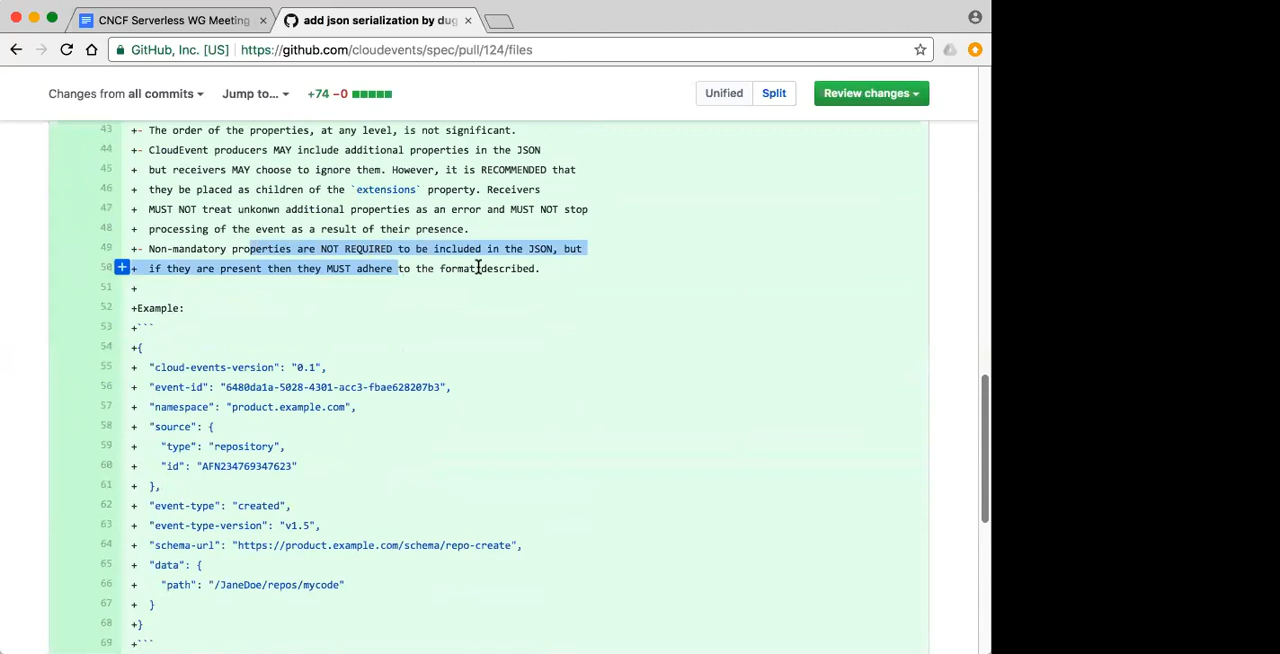 CNCF Serverless WG Meeting
add json serialization by dug
GitHub, Inc. [US] https://github.com/cloudevents/spec/pull/124/files
Changes from all commits Jump to... +74 −0 Unified Split Review changes
43 +- The order of the properties, at any level, is not significant.
44 +- CloudEvent producers MAY include additional properties in the JSON
45 + but receivers MAY choose to ignore them. However, it is RECOMMENDED that
46 + they be placed as children of the `extensions` property. Receivers
47 + MUST NOT treat unkonwn additional properties as an error and MUST NOT stop
48 + processing of the event as a result of their presence.
49 +- Non-mandatory properties are NOT REQUIRED to be included in the JSON, but
50 + if they are present then they MUST adhere to the format described.
51 +
52 +Example:
53 +```
54 +{
55 + "cloud-events-version": "0.1",
56 + "event-id": "6480da1a-5028-4301-acc3-fbae628207b3",
57 + "namespace": "product.example.com",
58 + "source": {
59 + "type": "repository",
60 + "id": "AFN234769347623"
61 + },
62 + "event-type": "created",
63 + "event-type-version": "v1.5",
64 + "schema-url": "https://product.example.com/schema/repo-create",
65 + "data": {
66 + "path": "/JaneDoe/repos/mycode"
67 + }
68 +}
69 +```